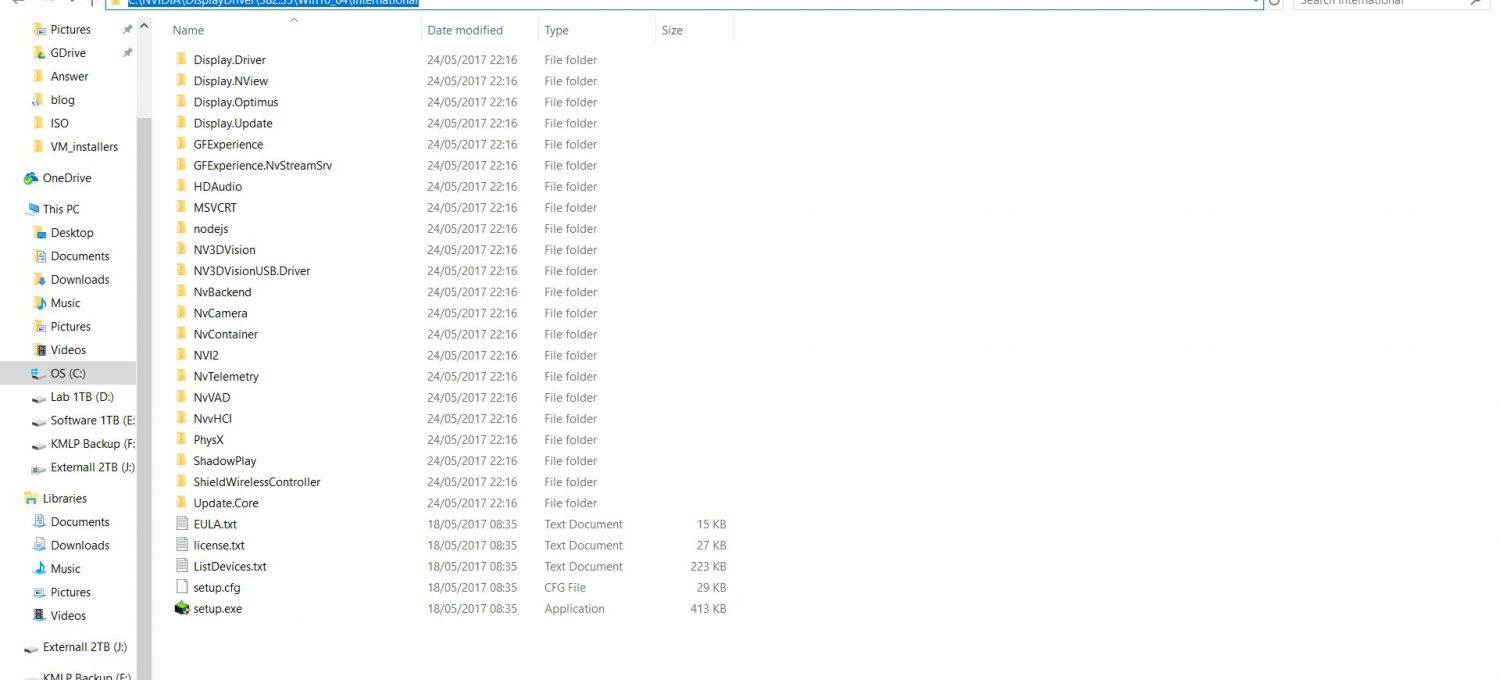 C:\NVIDIA\DisplayDriver\382.33\Win10_64\International
Search International
Pictures
GDrive
Answer
blog
ISO
VM_installers
OneDrive
This PC
Desktop
Documents
Downloads
Music
Pictures
Videos
OS (C:)
Lab 1TB (D:)
Software 1TB (E:
KMLP Backup (F:
Externall 2TB (J:)
Libraries
Documents
Downloads
Music
Pictures
Videos
Externall 2TB (J:)
KMLP Backup (F:)
Name Date modified Type Size
Display.Driver 24/05/2017 22:16 File folder
Display.NView 24/05/2017 22:16 File folder
Display.Optimus 24/05/2017 22:16 File folder
Display.Update 24/05/2017 22:16 File folder
GFExperience 24/05/2017 22:16 File folder
GFExperience.NvStreamSrv 24/05/2017 22:16 File folder
HDAudio 24/05/2017 22:16 File folder
MSVCRT 24/05/2017 22:16 File folder
nodejs 24/05/2017 22:16 File folder
NV3DVision 24/05/2017 22:16 File folder
NV3DVisionUSB.Driver 24/05/2017 22:16 File folder
NvBackend 24/05/2017 22:16 File folder
NvCamera 24/05/2017 22:16 File folder
NvContainer 24/05/2017 22:16 File folder
NVI2 24/05/2017 22:16 File folder
NvTelemetry 24/05/2017 22:16 File folder
NvVAD 24/05/2017 22:16 File folder
NvvHCI 24/05/2017 22:16 File folder
PhysX 24/05/2017 22:16 File folder
ShadowPlay 24/05/2017 22:16 File folder
ShieldWirelessController 24/05/2017 22:16 File folder
Update.Core 24/05/2017 22:16 File folder
EULA.txt 18/05/2017 08:35 Text Document 15 KB
license.txt 18/05/2017 08:35 Text Document 27 KB
ListDevices.txt 18/05/2017 08:35 Text Document 223 KB
setup.cfg 18/05/2017 08:35 CFG File 29 KB
setup.exe 18/05/2017 08:35 Application 413 KB